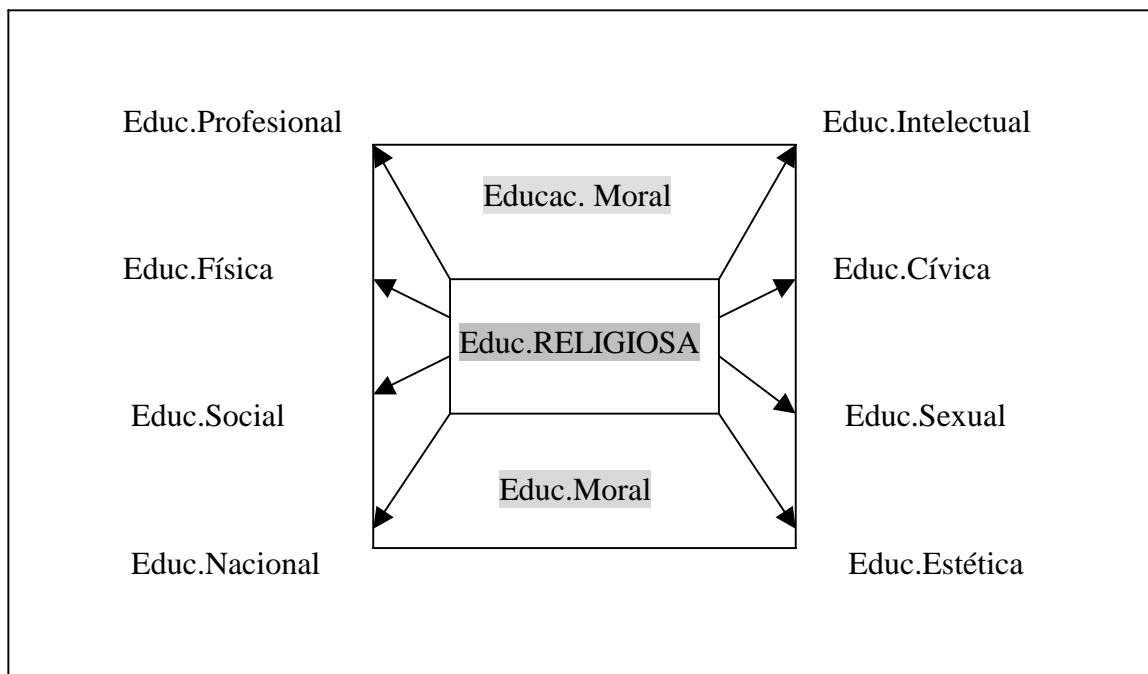 Educ.Profesional
Educ.Intelectual
Educac. Moral
Educ.Física
Educ.Cívica
Educ.RELIGIOSA
Educ.Social
Educ.Sexual
Educ.Moral
Educ.Nacional
Educ.Estética